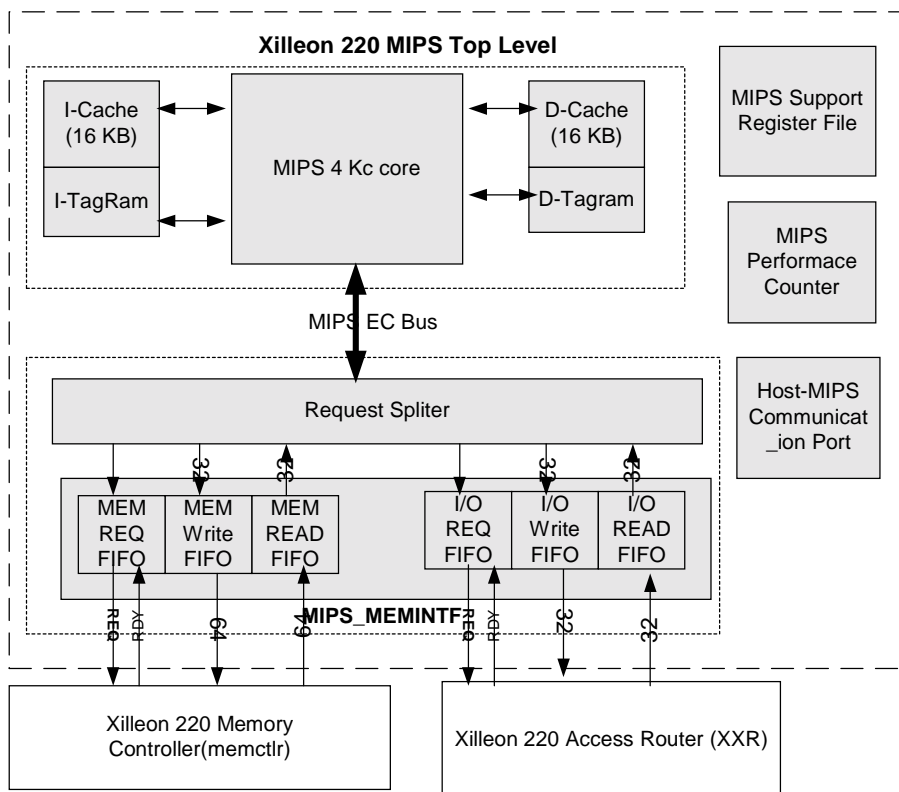 Xilleon 220 MIPS Top Level
I-Cache
(16 KB)
I-TagRam
MIPS 4 Kc core
D-Cache
(16 KB)
D-Tagram
MIPS Support
Register File
MIPS
Performace
Counter
MIPS EC Bus
Host-MIPS
Communicat
_ion Port
Request Spliter
32
32
32
32
MEM
REQ
FIFO
MEM
Write
FIFO
MEM
READ
FIFO
I/O
REQ
FIFO
I/O
Write
FIFO
I/O
READ
FIFO
MIPS_MEMINTF
REQ
RDY
64
64
REQ
RDY
32
32
Xilleon 220 Memory
Controller(memctlr)
Xilleon 220 Access Router (XXR)